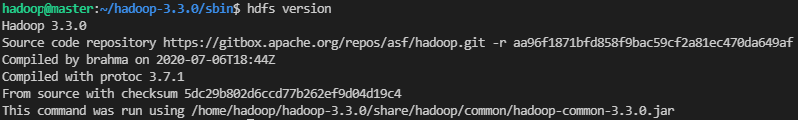 hadoop@master:~/hadoop-3.3.0/sbin$ hdfs version
Hadoop 3.3.0
Source code repository https://gitbox.apache.org/repos/asf/hadoop.git -r aa96f1871bfd858f9bac59cf2a81ec470da649af
Compiled by brahma on 2020-07-06T18:44Z
Compiled with protoc 3.7.1
From source with checksum 5dc29b802d6ccd77b262ef9d04d19c4
This command was run using /home/hadoop/hadoop-3.3.0/share/hadoop/common/hadoop-common-3.3.0.jar